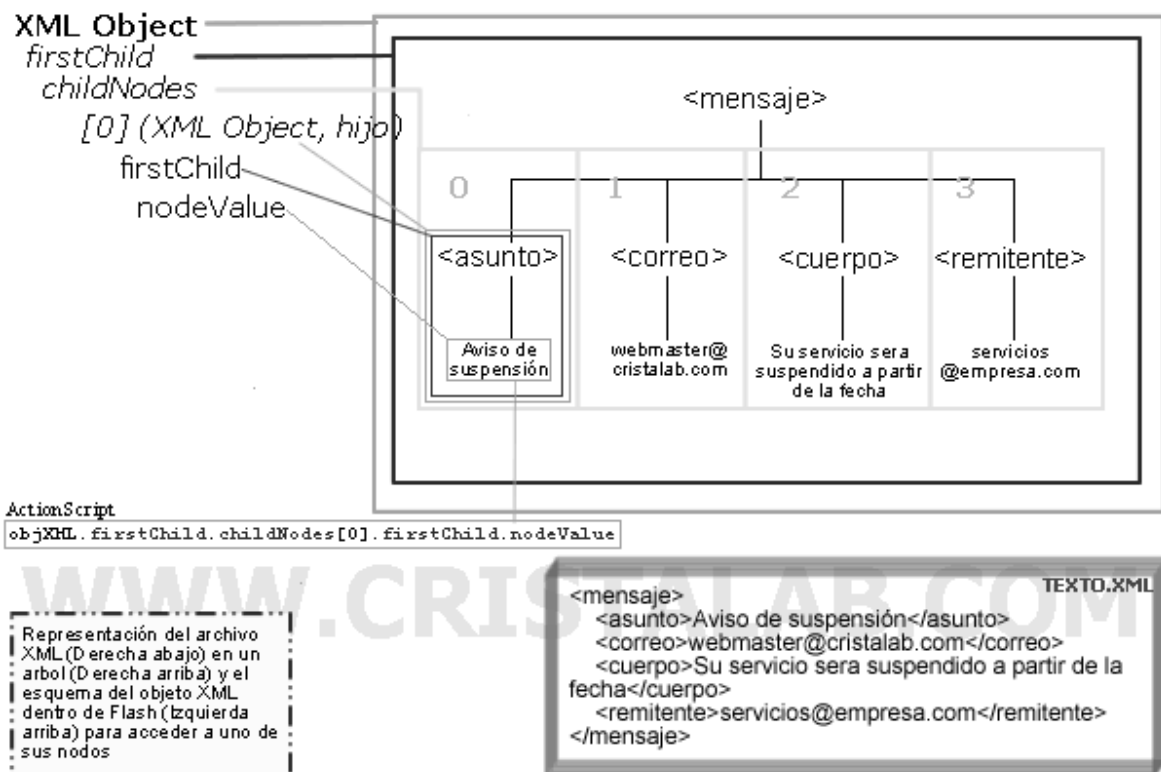 XML Object
firstChild
childNodes
[0] (XML Object, hijo)
firstChild
nodeValue
<mensaje>
0 1 2 3
<asunto> <correo> <cuerpo> <remitente>
Aviso de
suspensión
webmaster@
cristalab.com
Su servicio sera
suspendido a partir
de la fecha
servicios
@empresa.com
ActionScript
objXML.firstChild.childNodes[0].firstChild.nodeValue
WWW.CRISTALAB.COM
Representación del archivo
XML(Derecha abajo) en un
arbol (Derecha arriba) y el
esquema del objeto XML
dentro de Flash (Izquierda
arriba) para acceder a uno de
sus nodos
TEXTO.XML
<mensaje>
<asunto>Aviso de suspensión</asunto>
<correo>webmaster@cristalab.com</correo>
<cuerpo>Su servicio sera suspendido a partir de la
fecha</cuerpo>
<remitente>servicios@empresa.com</remitente>
</mensaje>